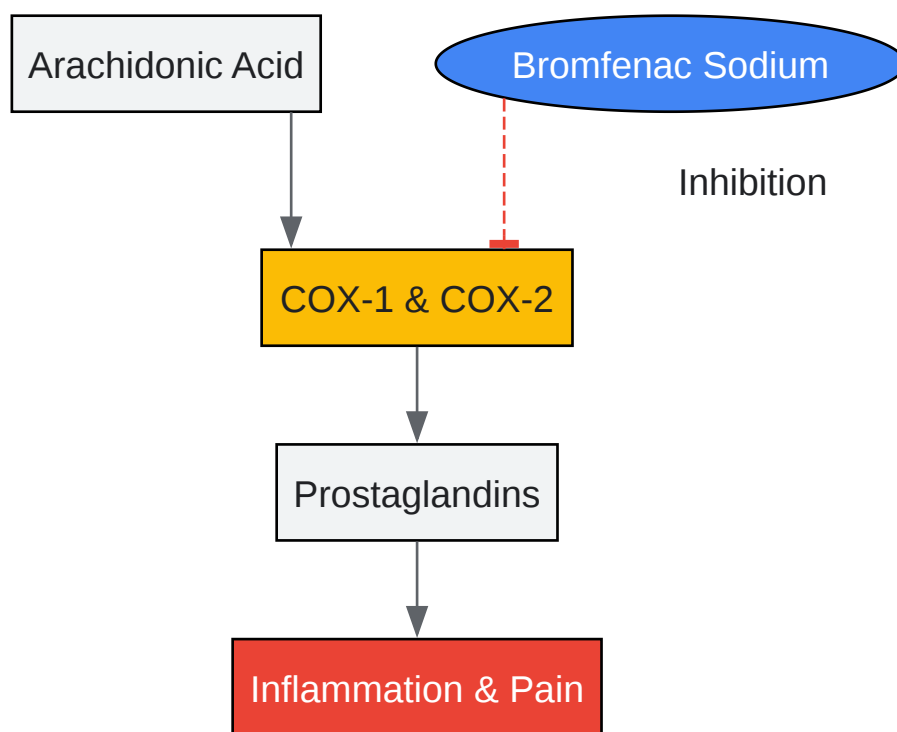 Arachidonic Acid
Bromfenac Sodium
Inhibition
COX-1 & COX-2
Prostaglandins
Inflammation & Pain